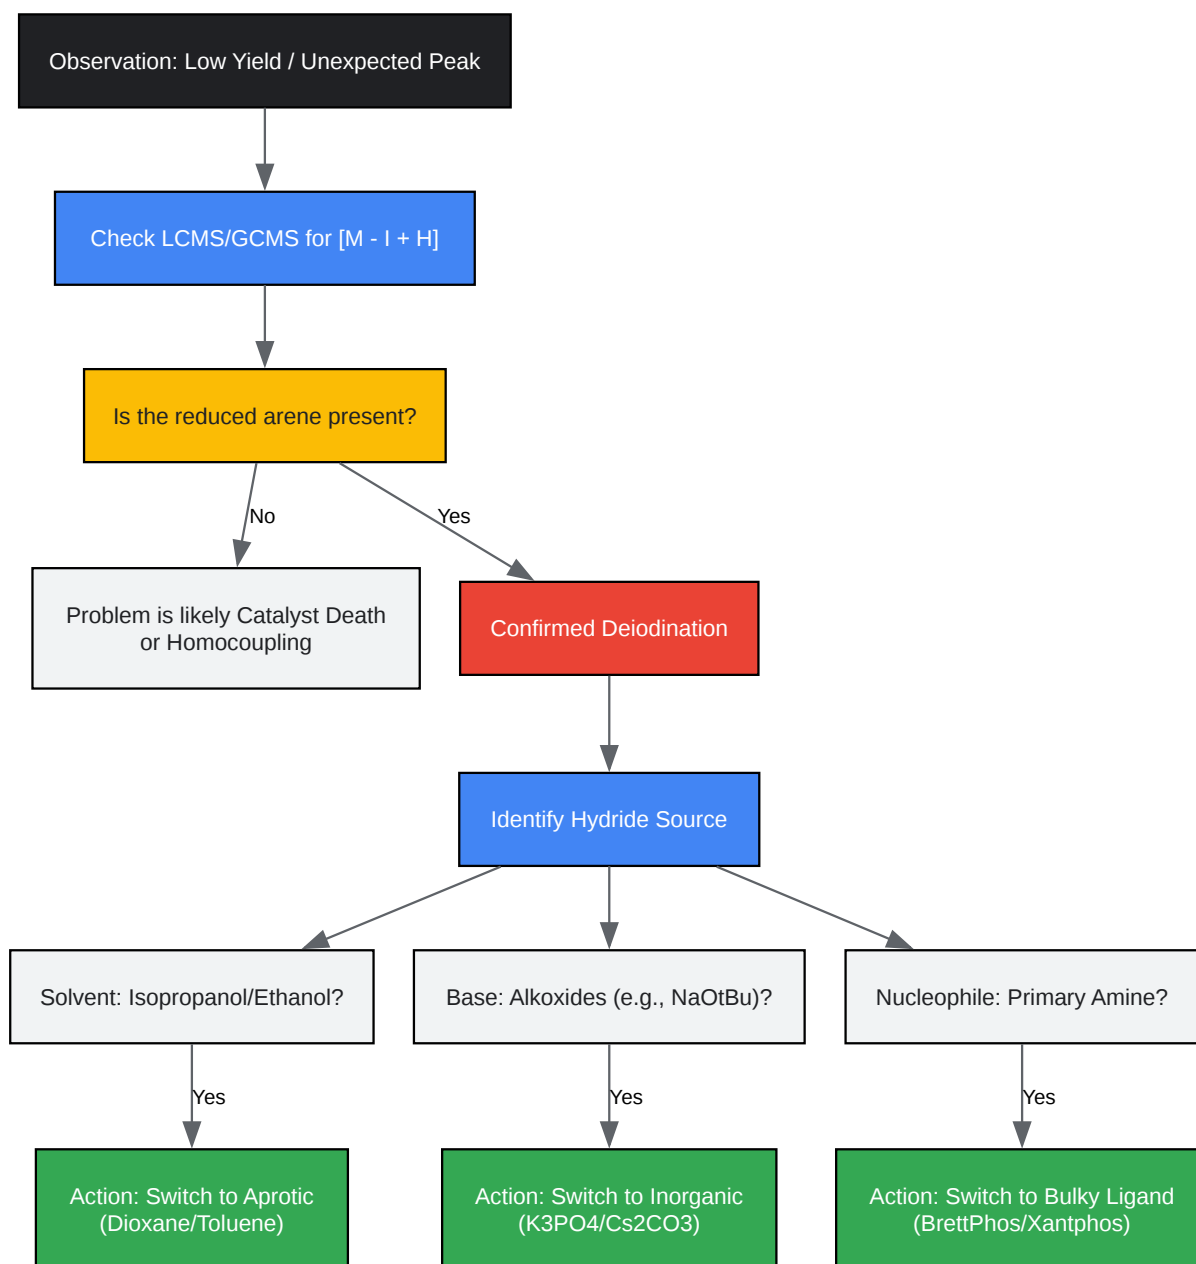 Observation: Low Yield / Unexpected Peak
Check LCMS/GCMS for [M - I + H]
Is the reduced arene present?
No
Yes
Problem is likely Catalyst Death
or Homocoupling
Confirmed Deiodination
Identify Hydride Source
Solvent: Isopropanol/Ethanol?
Base: Alkoxides (e.g., NaOtBu)?
Nucleophile: Primary Amine?
Yes
Yes
Yes
Action: Switch to Aprotic
(Dioxane/Toluene)
Action: Switch to Inorganic
(K3PO4/Cs2CO3)
Action: Switch to Bulky Ligand
(BrettPhos/Xantphos)